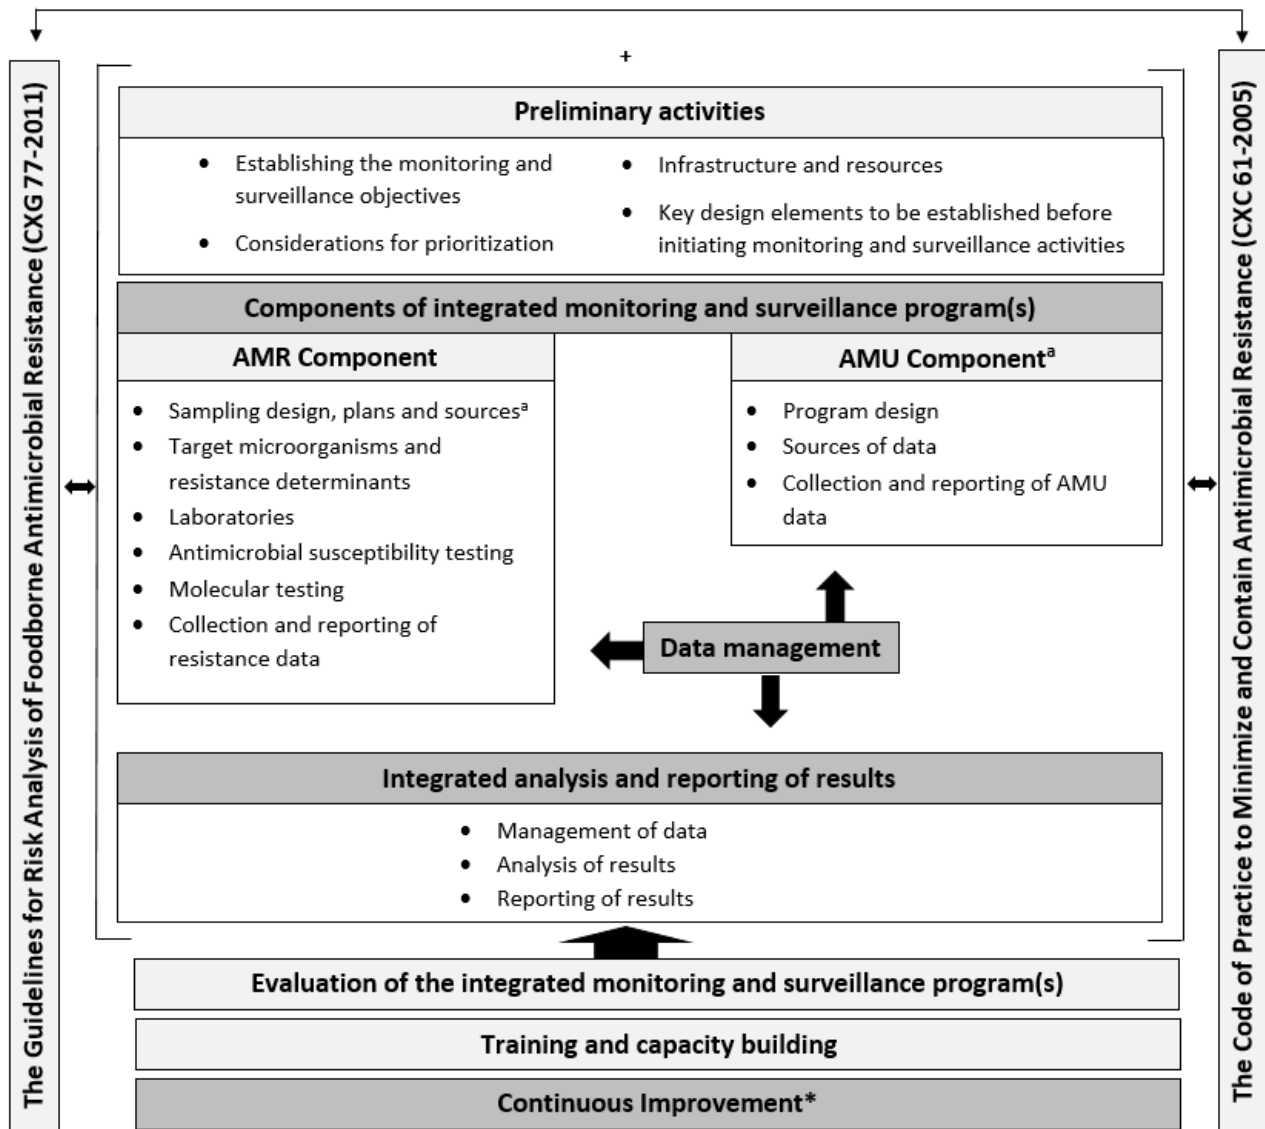 +
The Guidelines for Risk Analysis of Foodborne Antimicrobial Resistance (CXG 77-2011)
Preliminary activities
• Establishing the monitoring and
surveillance objectives
• Considerations for prioritization
• Infrastructure and resources
• Key design elements to be established before
initiating monitoring and surveillance activities
Components of integrated monitoring and surveillance program(s)
AMR Component
• Sampling design, plans and sourcesᵃ
• Target microorganisms and
resistance determinants
• Laboratories
• Antimicrobial susceptibility testing
• Molecular testing
• Collection and reporting of
resistance data
AMU Componentᵃ
• Program design
• Sources of data
• Collection and reporting of AMU
data
Data management
Integrated analysis and reporting of results
• Management of data
• Analysis of results
• Reporting of results
Evaluation of the integrated monitoring and surveillance program(s)
Training and capacity building
Continuous Improvement*
The Code of Practice to Minimize and Contain Antimicrobial Resistance (CXC 61-2005)